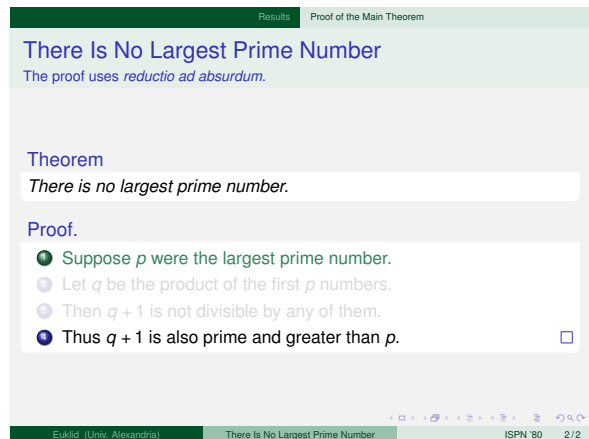 Results Proof of the Main Theorem
There Is No Largest Prime Number
The proof uses reductio ad absurdum.
Theorem
There is no largest prime number.
Proof.
1 Suppose p were the largest prime number.
2 Let q be the product of the first p numbers.
3 Then q + 1 is not divisible by any of them.
4 Thus q + 1 is also prime and greater than p.
Euklid (Univ. Alexandria) There Is No Largest Prime Number ISPN '80 2/2